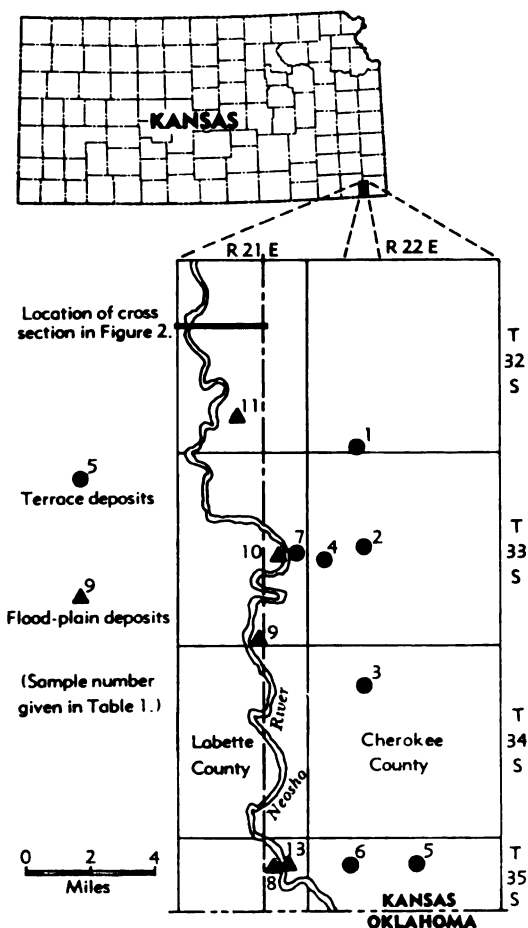 KANSAS
R 21 E
R 22 E
Location of cross
section in Figure 2.
T
32
S
11
1
5
Terrace deposits
10
7
4
2
T
33
S
9
Flood-plain deposits
9
(Sample number
given in Table 1.)
3
River
Neosho
Labette
County
Cherokee
County
T
34
S
0 2 4
Miles
8
13
6
5
T
35
S
KANSAS
OKLAHOMA